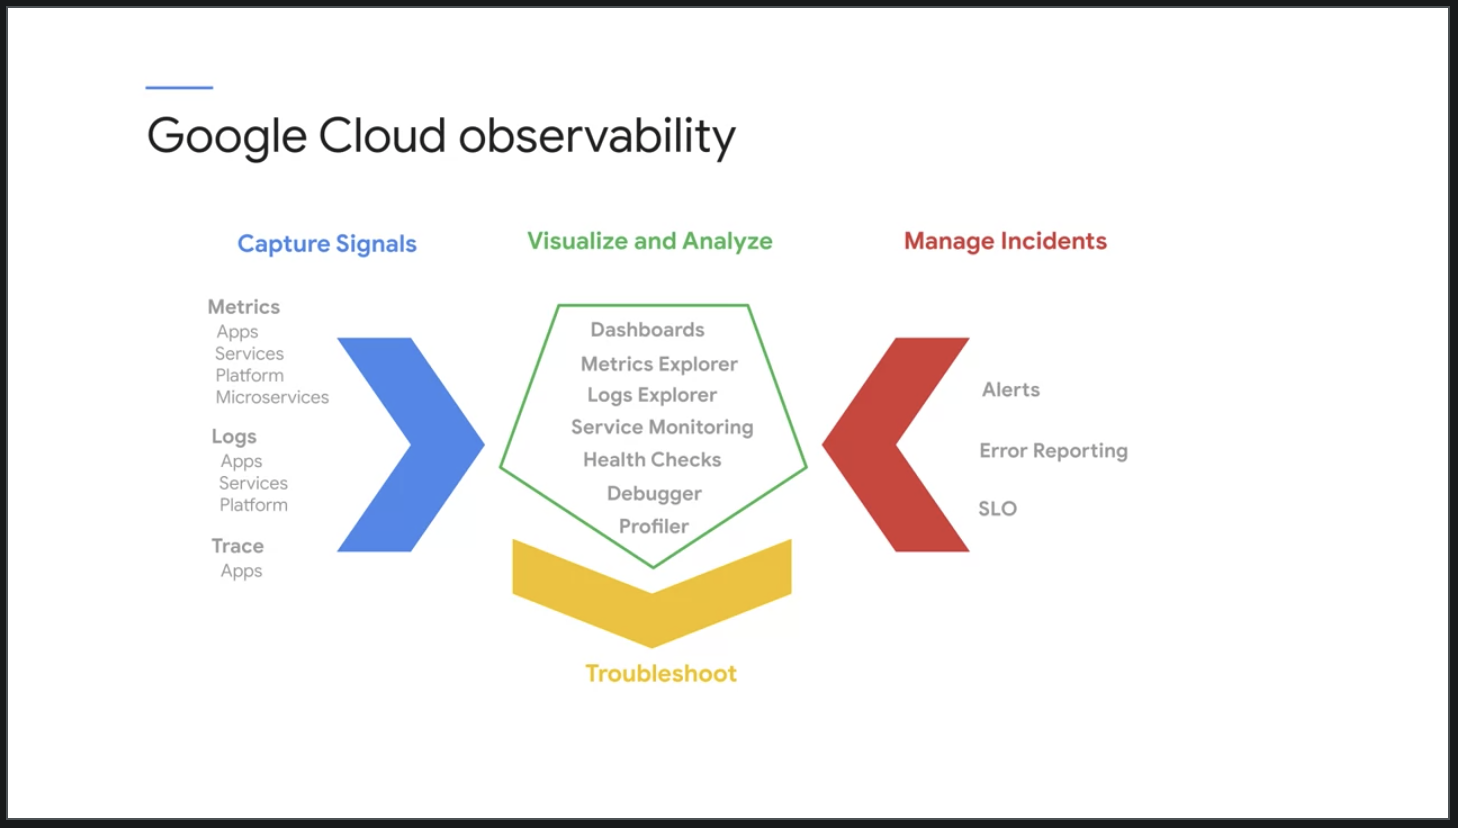 Google Cloud observability
Capture Signals
Metrics
Apps
Services
Platform
Microservices
Logs
Apps
Services
Platform
Trace
Apps
Visualize and Analyze
Dashboards
Metrics Explorer
Logs Explorer
Service Monitoring
Health Checks
Debugger
Profiler
Troubleshoot
Manage Incidents
Alerts
Error Reporting
SLO